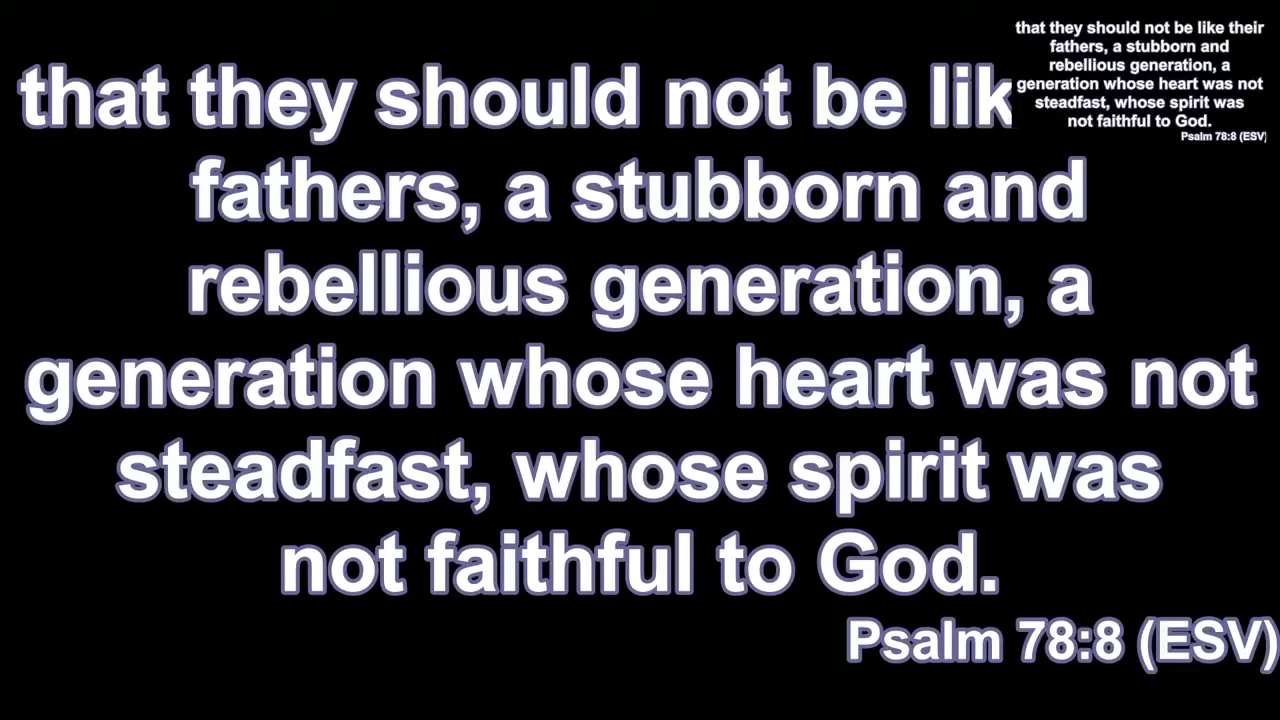 that they should not be lik
fathers, a stubborn and
rebellious generation, a
generation whose heart was not
steadfast, whose spirit was
not faithful to God.
Psalm 78:8 (ESV)
that they should not be like their
fathers, a stubborn and
rebellious generation, a
generation whose heart was not
steadfast, whose spirit was
not faithful to God.
Psalm 78:8 (ESV)